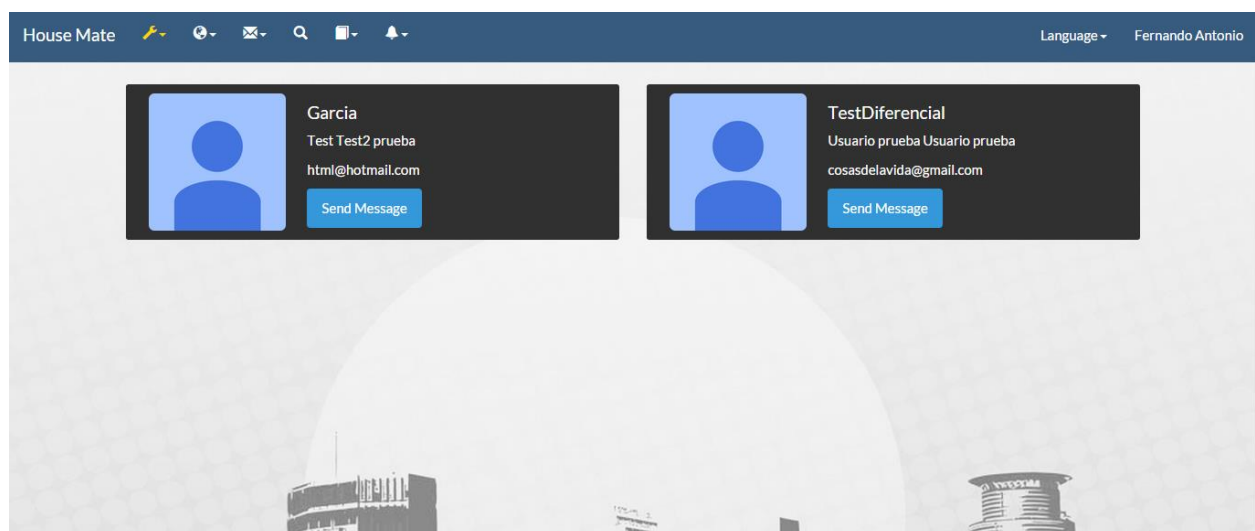 House Mate
Language
Fernando Antonio
Garcia
Test Test2 prueba
html@hotmail.com
Send Message
TestDiferencial
Usuario prueba Usuario prueba
cosasdelavida@gmail.com
Send Message